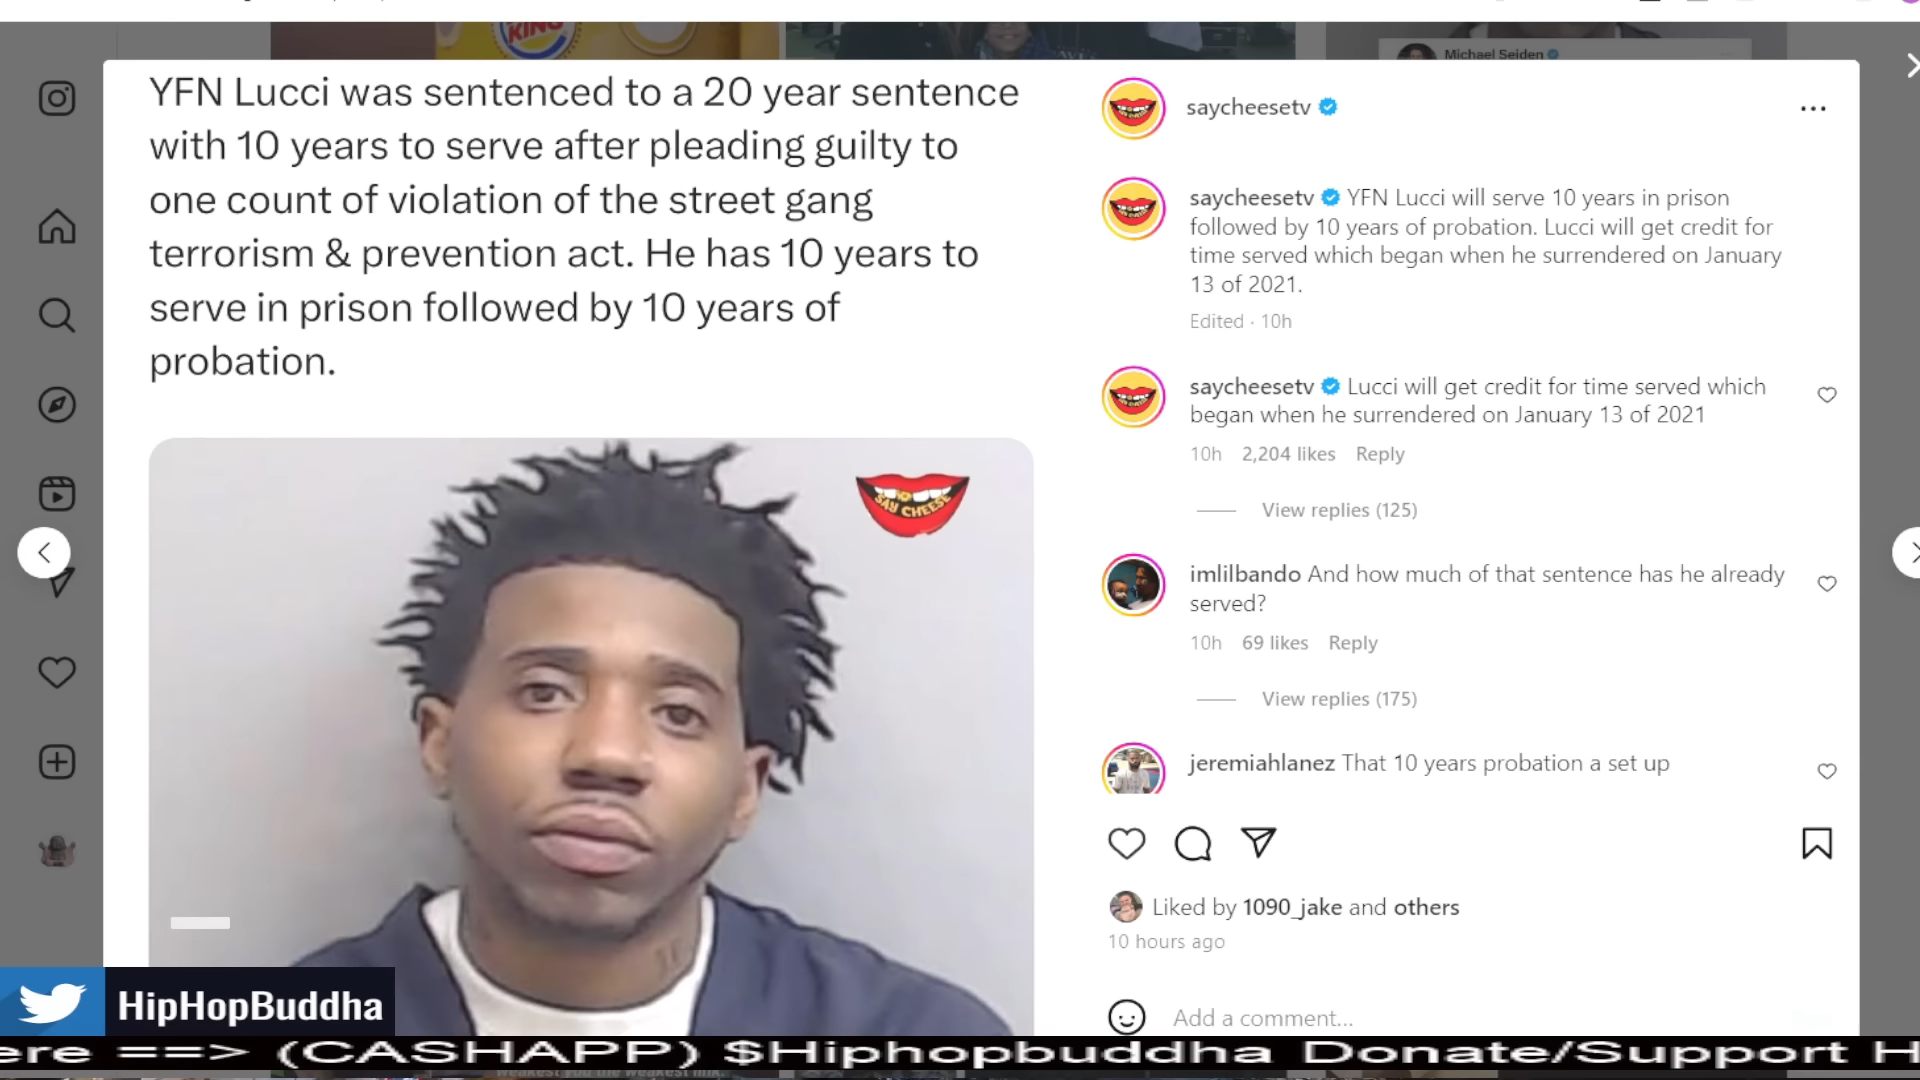 KING
Michael Seiden
YFN Lucci was sentenced to a 20 year sentence
with 10 years to serve after pleading guilty to
one count of violation of the street gang
terrorism & prevention act. He has 10 years to
serve in prison followed by 10 years of
probation.
SAY CHEESE
saycheesetv
...
saycheesetv YFN Lucci will serve 10 years in prison
followed by 10 years of probation. Lucci will get credit for
time served which began when he surrendered on January
13 of 2021.
Edited · 10h
saycheesetv Lucci will get credit for time served which
began when he surrendered on January 13 of 2021
10h 2,204 likes Reply
View replies (125)
imlilbando And how much of that sentence has he already
served?
10h 69 likes Reply
View replies (175)
jeremiahlanez That 10 years probation a set up
Liked by 1090_jake and others
10 hours ago
Add a comment...
HipHopBuddha
ere ==> (CASHAPP) $Hiphopbuddha Donate/Support H